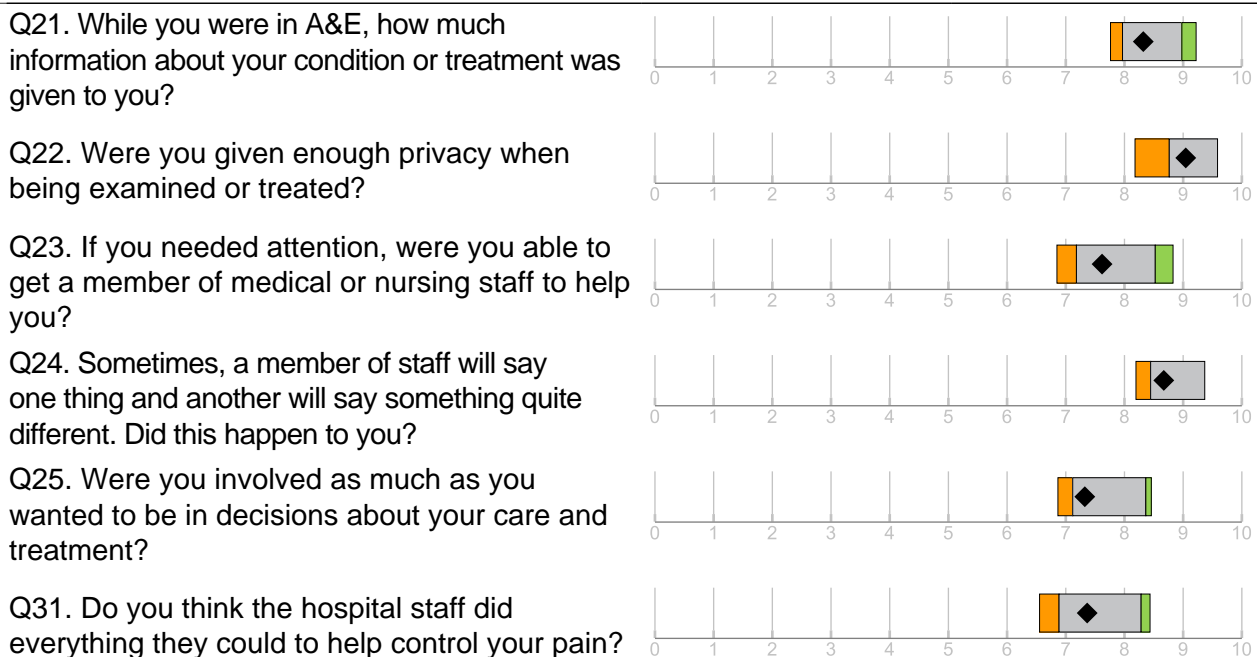 Q21. While you were in A&E, how much
information about your condition or treatment was
given to you?
0 1 2 3 4 5 6 7 8 9 10
Q22. Were you given enough privacy when
being examined or treated?
0 1 2 3 4 5 6 7 8 9 10
Q23. If you needed attention, were you able to
get a member of medical or nursing staff to help
you?
0 1 2 3 4 5 6 7 8 9 10
Q24. Sometimes, a member of staff will say
one thing and another will say something quite
different. Did this happen to you?
0 1 2 3 4 5 6 7 8 9 10
Q25. Were you involved as much as you
wanted to be in decisions about your care and
treatment?
0 1 2 3 4 5 6 7 8 9 10
Q31. Do you think the hospital staff did
everything they could to help control your pain?
0 1 2 3 4 5 6 7 8 9 10